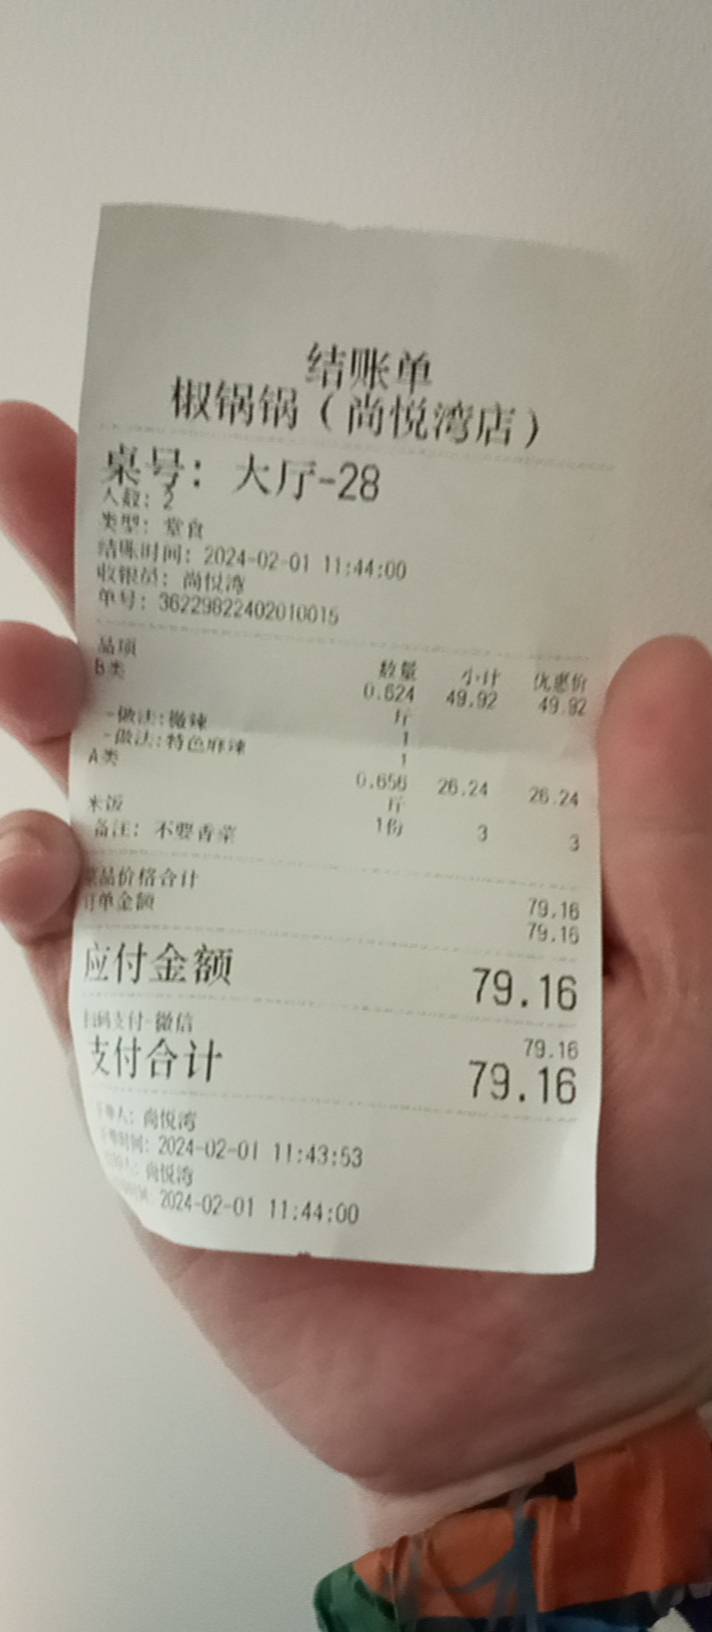 结账单
椒锅锅（尚悦湾店）
桌号：大厅-28
人数：2
类型：堂食
结账时间：2024-02-01 11:44:00
收银员：尚悦湾
单号：36229822402010015
品项 数量 小计 优惠价
B类 0.624 49.92 49.92
斤
-做法:微辣 1
-做法:特色麻辣 1
A类 0.656 26.24 26.24
斤
米饭 1份 3 3
备注：不要香菜
菜品价格合计 79.16
订单金额 79.16
应付金额 79.16
扫码支付-微信 79.16
支付合计 79.16
下单人：尚悦湾
下单时间：2024-02-01 11:43:53
尚悦湾
2024-02-01 11:44:00